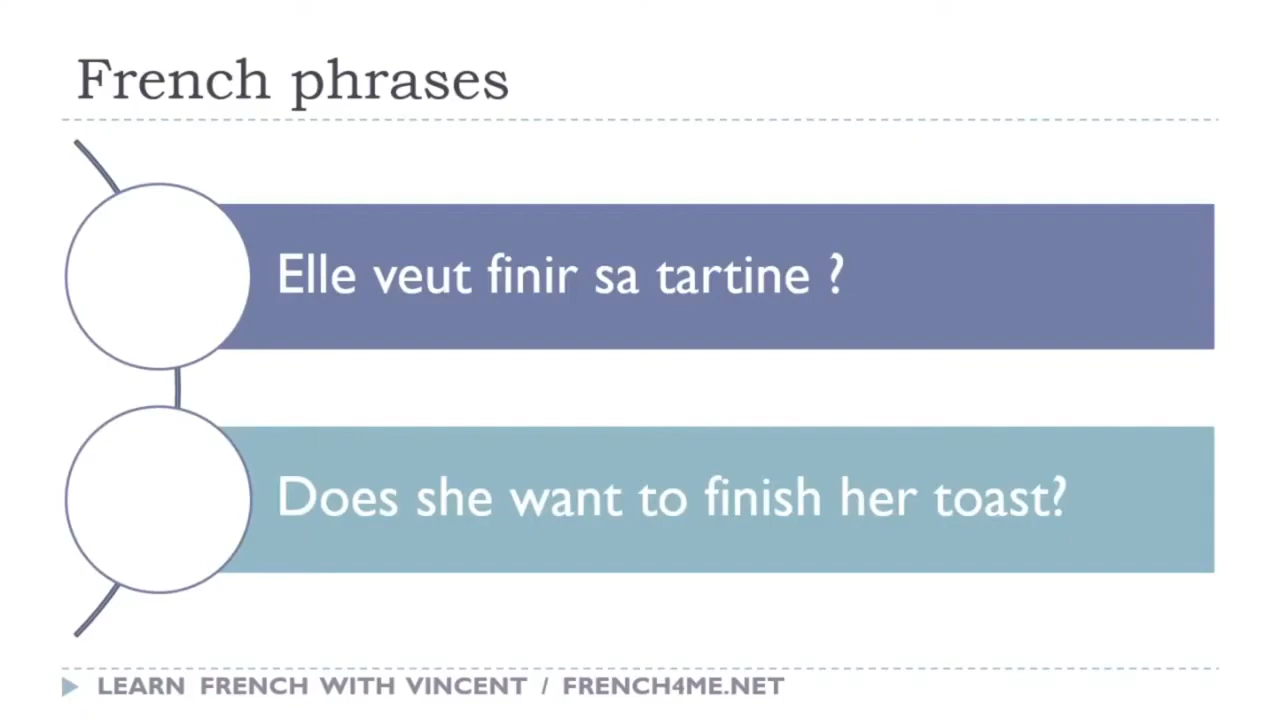 French phrases
Elle veut finir sa tartine ?
Does she want to finish her toast?
LEARN FRENCH WITH VINCENT / FRENCH4ME.NET